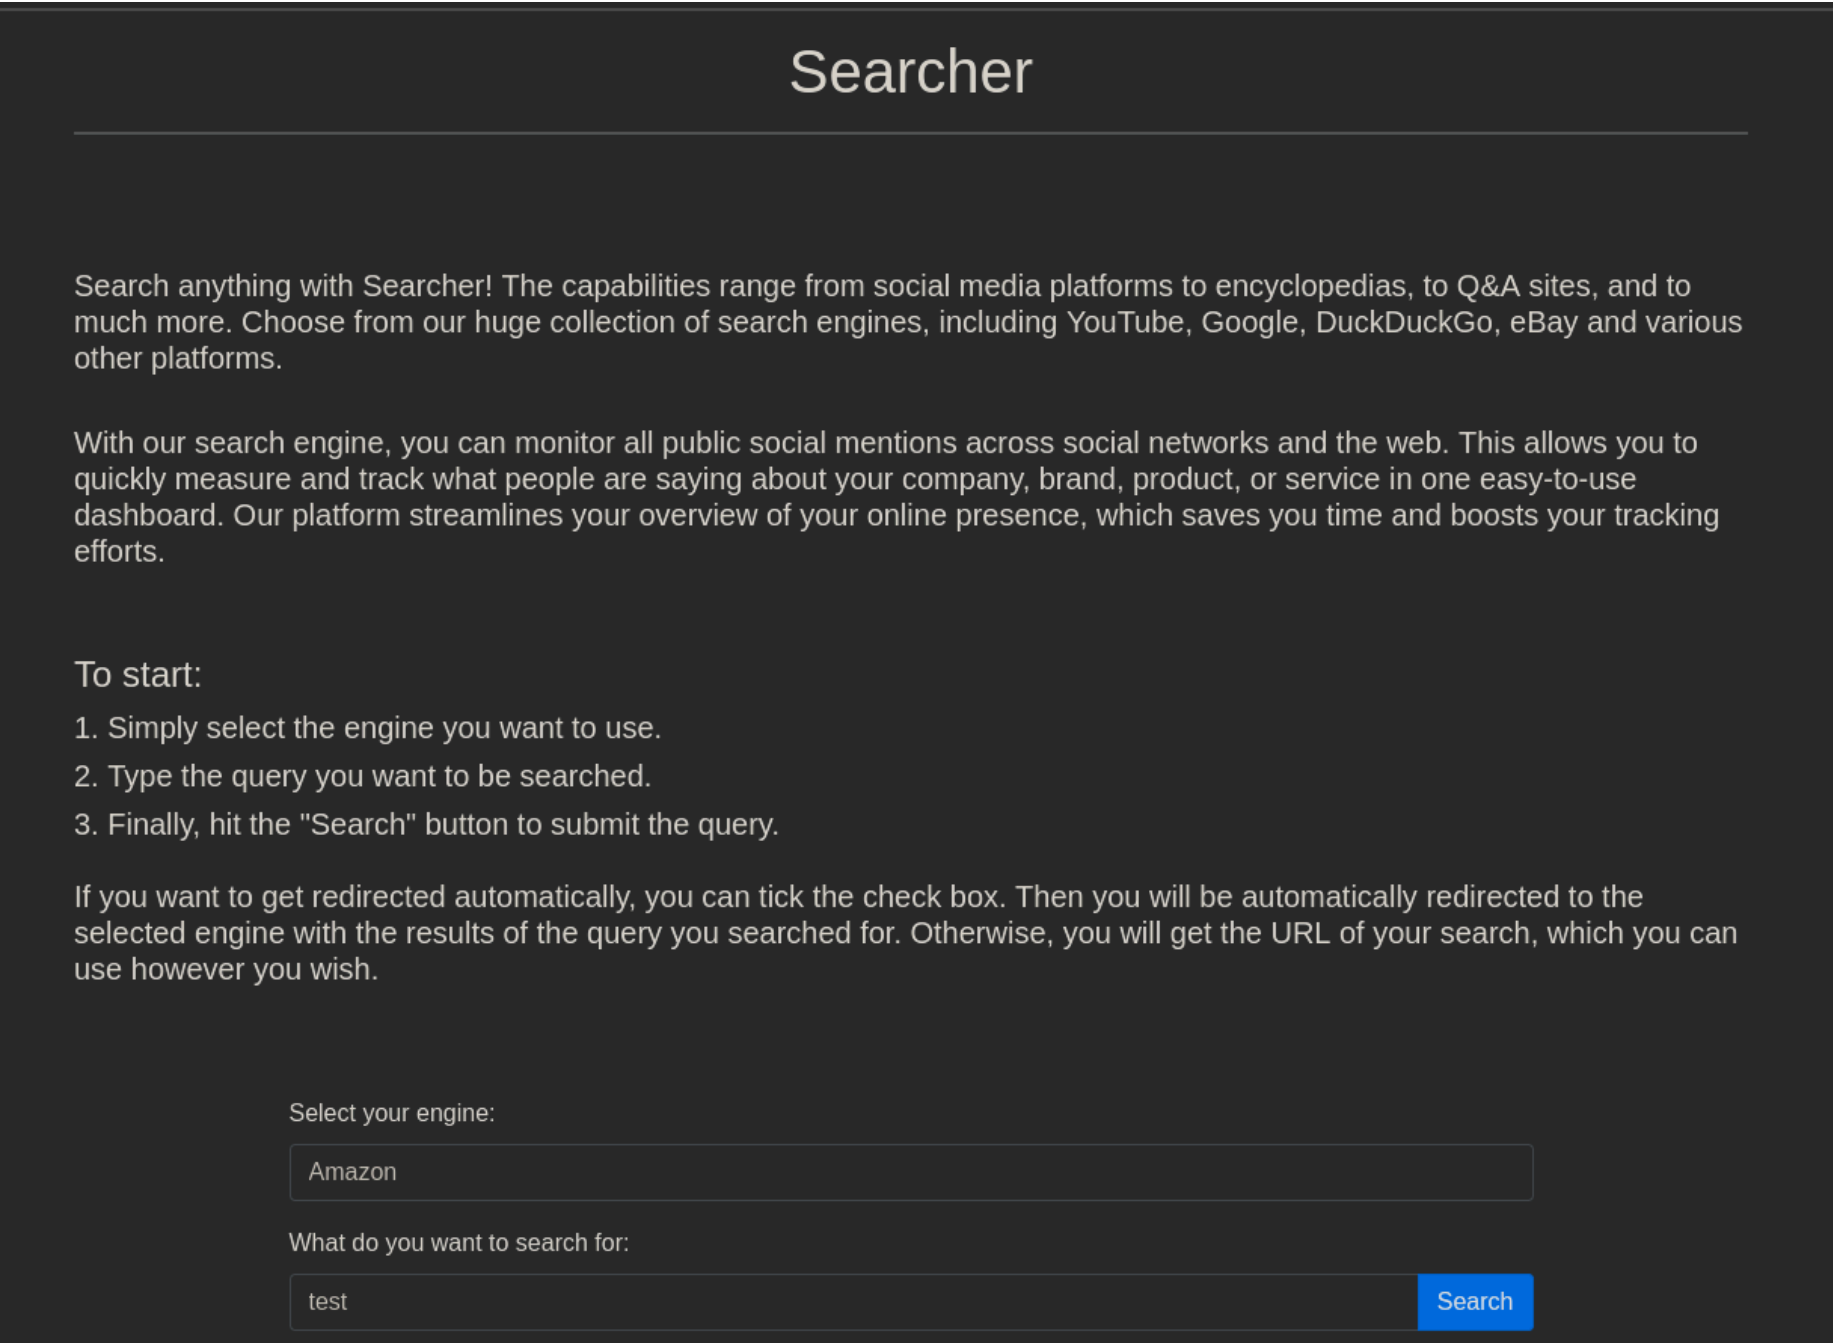 Searcher
Search anything with Searcher! The capabilities range from social media platforms to encyclopedias, to Q&A sites, and to
much more. Choose from our huge collection of search engines, including YouTube, Google, DuckDuckGo, eBay and various
other platforms.
With our search engine, you can monitor all public social mentions across social networks and the web. This allows you to
quickly measure and track what people are saying about your company, brand, product, or service in one easy-to-use
dashboard. Our platform streamlines your overview of your online presence, which saves you time and boosts your tracking
efforts.
To start:
1. Simply select the engine you want to use.
2. Type the query you want to be searched.
3. Finally, hit the "Search" button to submit the query.
If you want to get redirected automatically, you can tick the check box. Then you will be automatically redirected to the
selected engine with the results of the query you searched for. Otherwise, you will get the URL of your search, which you can
use however you wish.
Select your engine:
Amazon
What do you want to search for:
test Search